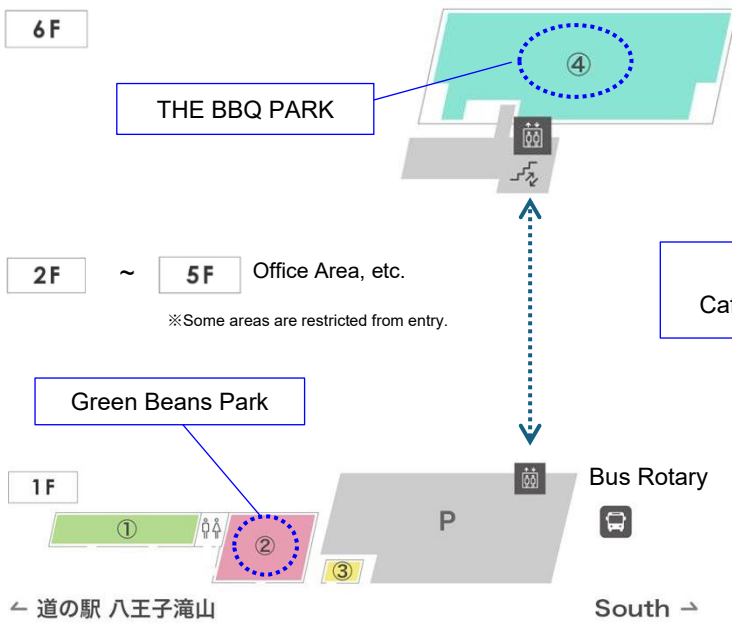 6F
④
THE BBQ PARK
2F ~ 5F Office Area, etc.
※Some areas are restricted from entry.
Green Beans Park
1F
Bus Rotary
P
①
②
③
← 道の駅 八王子滝山
South →